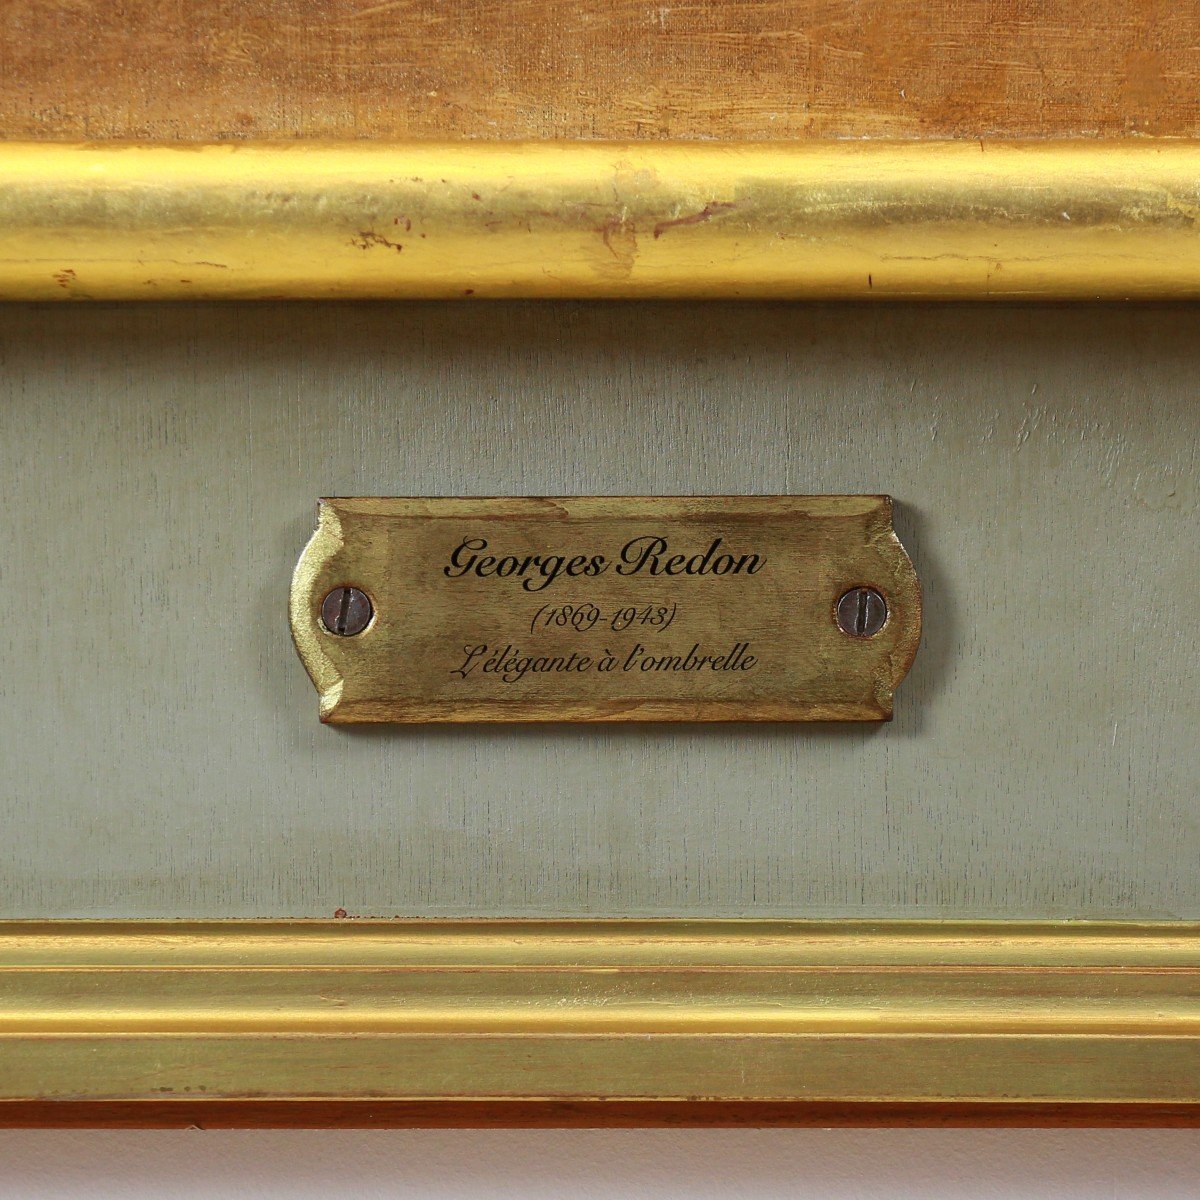 Georges Redon
(1869-1943)
L'élégante à l'ombrelle